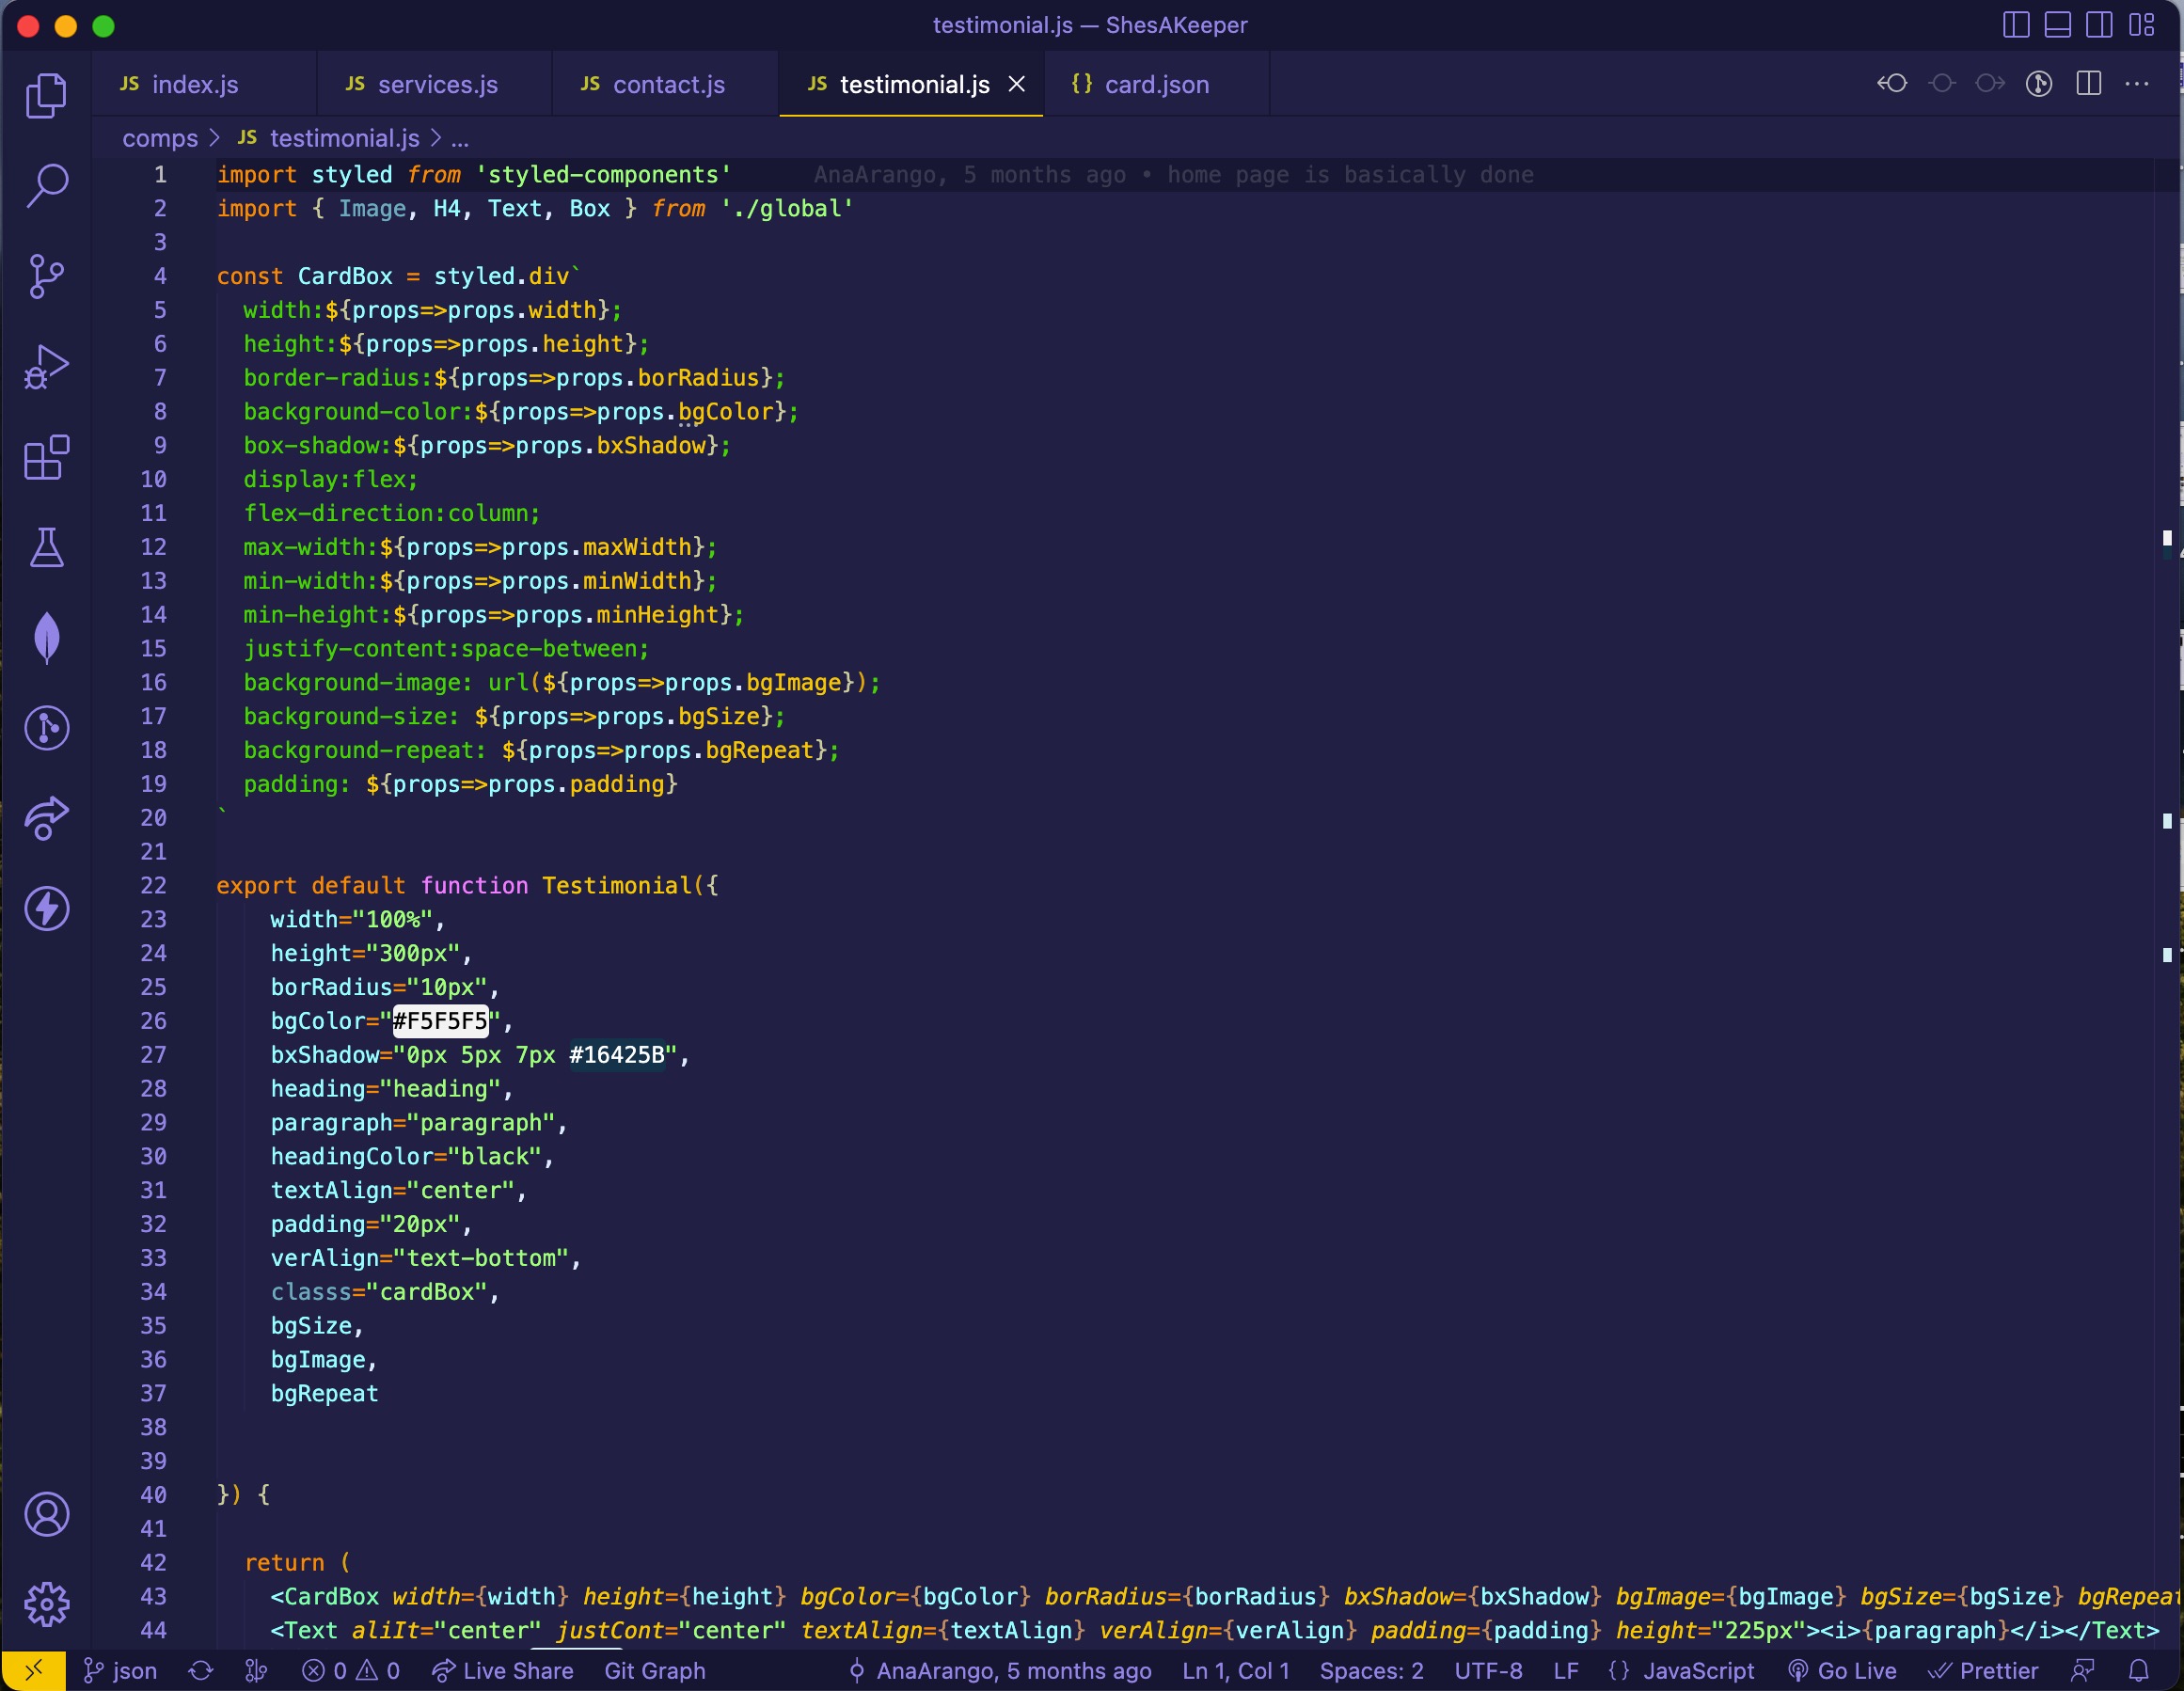 testimonial.js — ShesAKeeper
JS index.js JS services.js JS contact.js JS testimonial.js {} card.json
comps > JS testimonial.js > ...
1 import styled from 'styled-components' AnaArango, 5 months ago • home page is basically done
2 import { Image, H4, Text, Box } from './global'
3
4 const CardBox = styled.div`
5 width:${props=>props.width};
6 height:${props=>props.height};
7 border-radius:${props=>props.borRadius};
8 background-color:${props=>props.bgColor};
9 box-shadow:${props=>props.bxShadow};
10 display:flex;
11 flex-direction:column;
12 max-width:${props=>props.maxWidth};
13 min-width:${props=>props.minWidth};
14 min-height:${props=>props.minHeight};
15 justify-content:space-between;
16 background-image: url(${props=>props.bgImage});
17 background-size: ${props=>props.bgSize};
18 background-repeat: ${props=>props.bgRepeat};
19 padding: ${props=>props.padding}
20 `
21
22 export default function Testimonial({
23 width="100%",
24 height="300px",
25 borRadius="10px",
26 bgColor="#F5F5F5",
27 bxShadow="0px 5px 7px #16425B",
28 heading="heading",
29 paragraph="paragraph",
30 headingColor="black",
31 textAlign="center",
32 padding="20px",
33 verAlign="text-bottom",
34 classs="cardBox",
35 bgSize,
36 bgImage,
37 bgRepeat
38
39
40 }) {
41
42 return (
43 <CardBox width={width} height={height} bgColor={bgColor} borRadius={borRadius} bxShadow={bxShadow} bgImage={bgImage} bgSize={bgSize} bgRepeat
44 <Text aliIt="center" justCont="center" textAlign={textAlign} verAlign={verAlign} padding={padding} height="225px"><i>{paragraph}</i></Text>
json 0 0 Live Share Git Graph AnaArango, 5 months ago Ln 1, Col 1 Spaces: 2 UTF-8 LF {} JavaScript Go Live Prettier